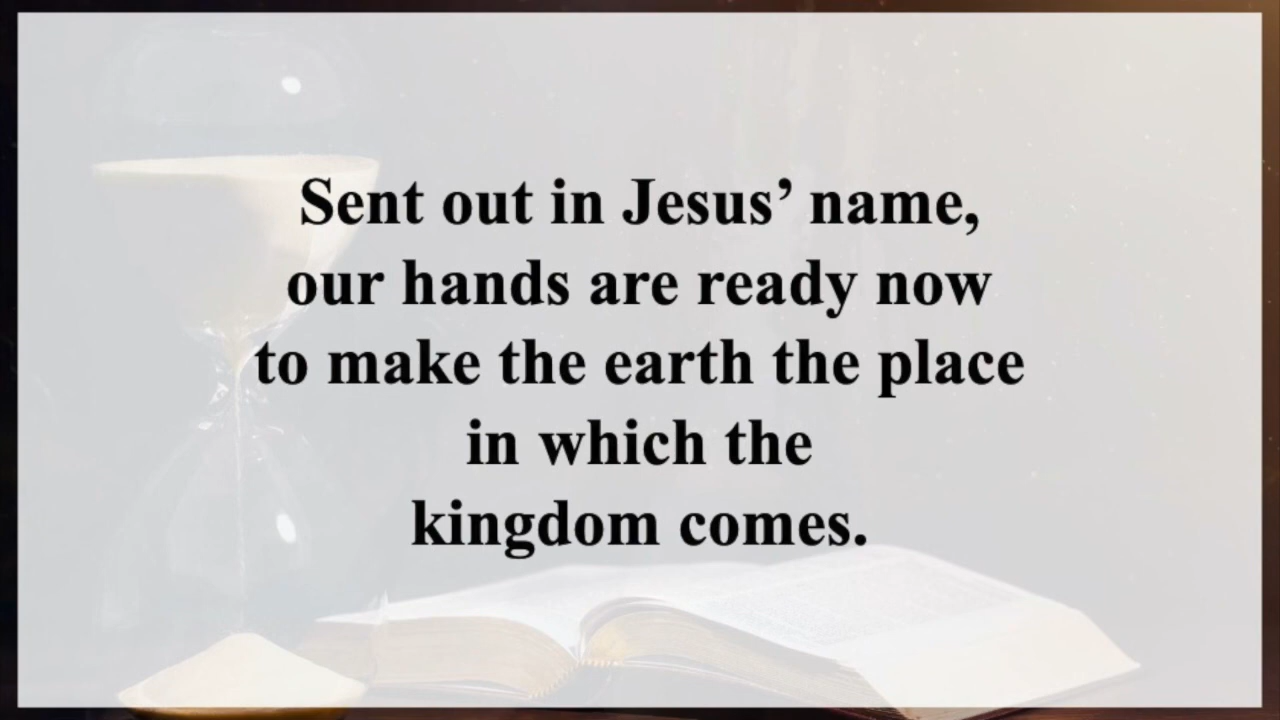 Sent out in Jesus’ name,
our hands are ready now
to make the earth the place
in which the
kingdom comes.